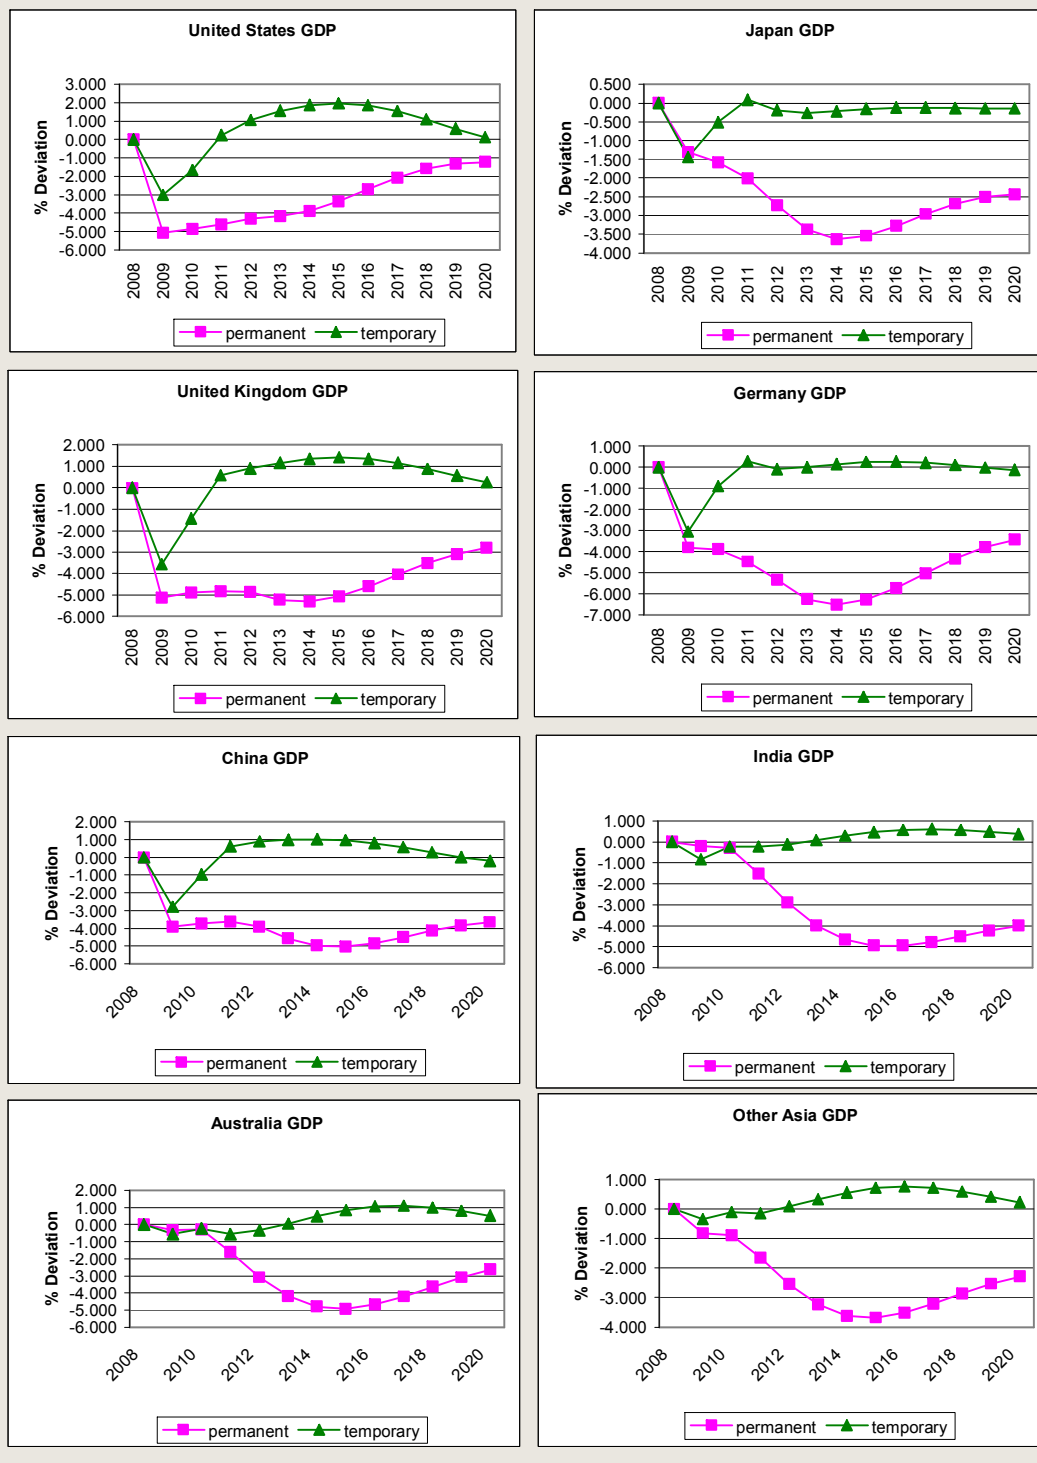 United States GDP
3.000
2.000
1.000
0.000
-1.000
-2.000
-3.000
-4.000
-5.000
-6.000
% Deviation
2008 2009 2010 2011 2012 2013 2014 2015 2016 2017 2018 2019 2020
permanent temporary
Japan GDP
0.500
0.000
-0.500
-1.000
-1.500
-2.000
-2.500
-3.000
-3.500
-4.000
% Deviation
2008 2009 2010 2011 2012 2013 2014 2015 2016 2017 2018 2019 2020
permanent temporary
United Kingdom GDP
2.000
1.000
0.000
-1.000
-2.000
-3.000
-4.000
-5.000
-6.000
% Deviation
2008 2009 2010 2011 2012 2013 2014 2015 2016 2017 2018 2019 2020
permanent temporary
Germany GDP
1.000
0.000
-1.000
-2.000
-3.000
-4.000
-5.000
-6.000
-7.000
% Deviation
2008 2009 2010 2011 2012 2013 2014 2015 2016 2017 2018 2019 2020
permanent temporary
China GDP
2.000
1.000
0.000
-1.000
-2.000
-3.000
-4.000
-5.000
-6.000
% Deviation
2008 2010 2012 2014 2016 2018 2020
permanent temporary
India GDP
1.000
0.000
-1.000
-2.000
-3.000
-4.000
-5.000
-6.000
% Deviation
2008 2010 2012 2014 2016 2018 2020
permanent temporary
Australia GDP
2.000
1.000
0.000
-1.000
-2.000
-3.000
-4.000
-5.000
-6.000
% Deviation
2008 2010 2012 2014 2016 2018 2020
permanent temporary
Other Asia GDP
1.000
0.000
-1.000
-2.000
-3.000
-4.000
% Deviation
2008 2010 2012 2014 2016 2018 2020
permanent temporary